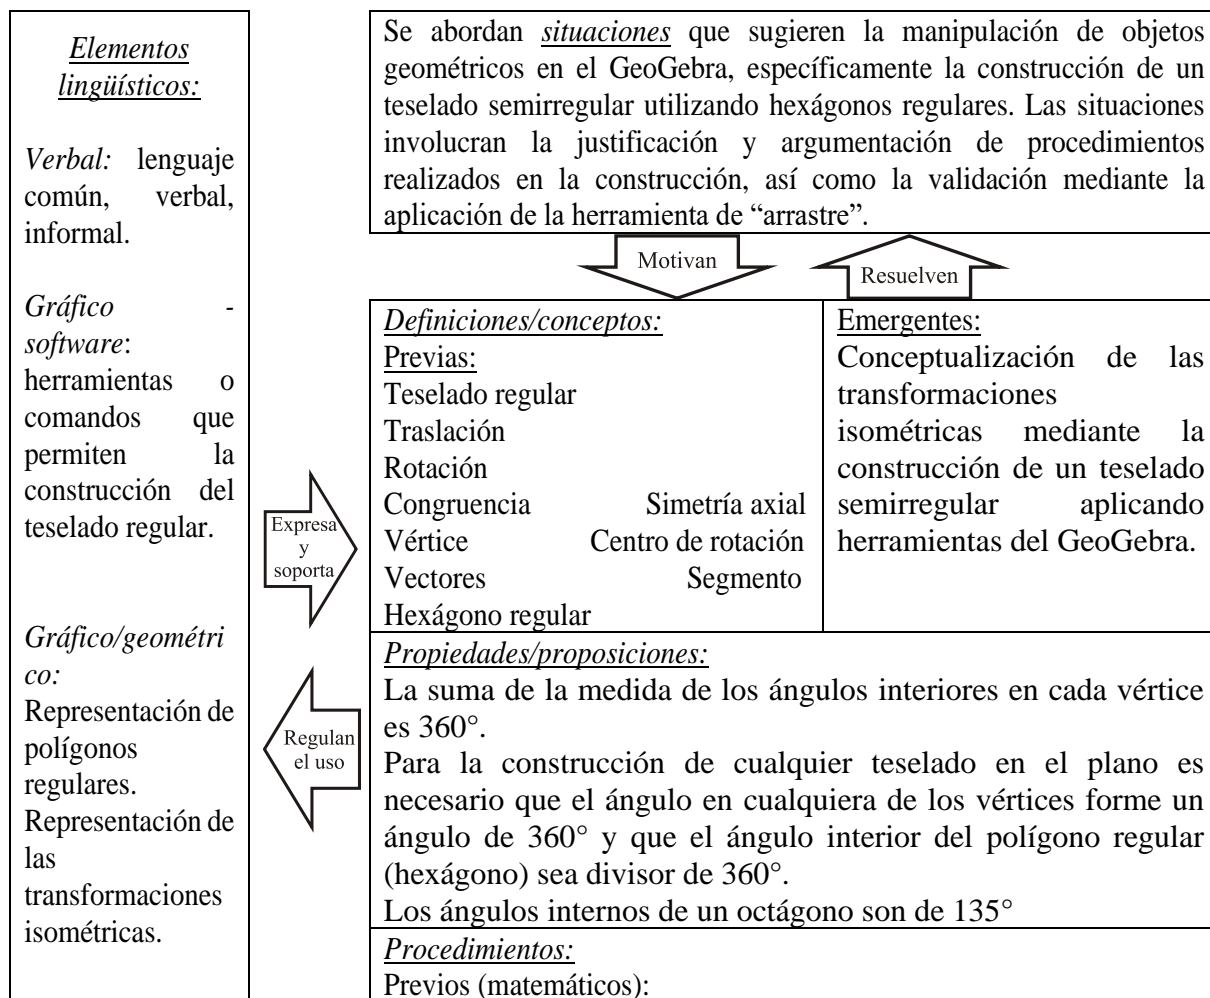 Elementos
lingüísticos:
Verbal: lenguaje
común, verbal,
informal.
Gráfico -
software:
herramientas o
comandos que
permiten la
construcción del
teselado regular.
Gráfico/geométri
co:
Representación de
polígonos
regulares.
Representación de
las
transformaciones
isométricas.
Expresa
y
soporta
Regulan
el uso
Se abordan situaciones que sugieren la manipulación de objetos
geométricos en el GeoGebra, específicamente la construcción de un
teselado semirregular utilizando hexágonos regulares. Las situaciones
involucran la justificación y argumentación de procedimientos
realizados en la construcción, así como la validación mediante la
aplicación de la herramienta de “arrastre”.
Motivan
Resuelven
Definiciones/conceptos:
Previas:
Teselado regular
Traslación
Rotación
Congruencia Simetría axial
Vértice Centro de rotación
Vectores Segmento
Hexágono regular
Emergentes:
Conceptualización de las
transformaciones
isométricas mediante la
construcción de un teselado
semirregular aplicando
herramientas del GeoGebra.
Propiedades/proposiciones:
La suma de la medida de los ángulos interiores en cada vértice
es 360°.
Para la construcción de cualquier teselado en el plano es
necesario que el ángulo en cualquiera de los vértices forme un
ángulo de 360° y que el ángulo interior del polígono regular
(hexágono) sea divisor de 360°.
Los ángulos internos de un octágono son de 135°
Procedimientos:
Previos (matemáticos):